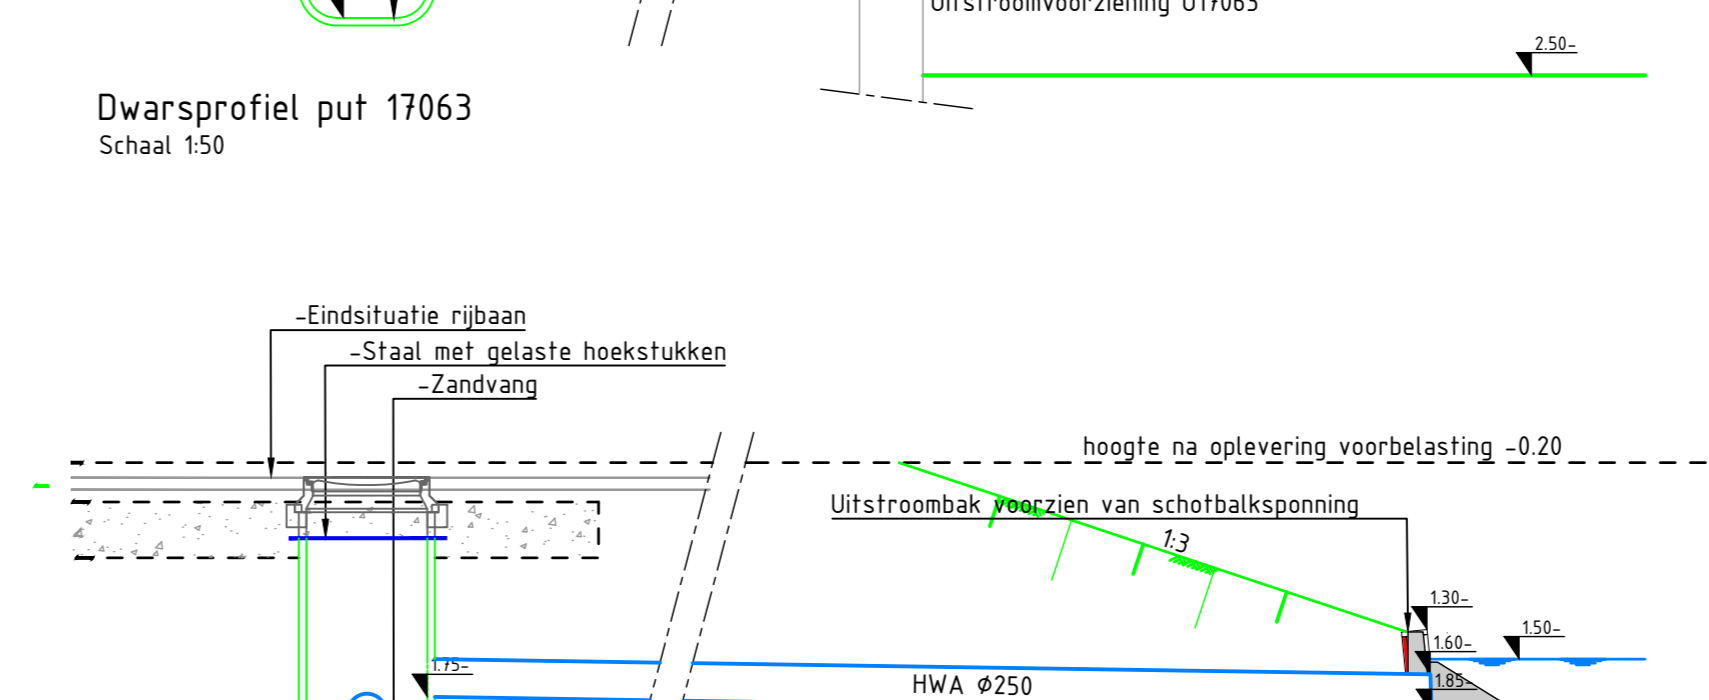 Uitstroomvoorziening U17063
2.50-
Dwarsprofiel put 17063
Schaal 1:50
-Eindsituatie rijbaan
-Staal met gelaste hoekstukken
-Zandvang
hoogte na oplevering voorbelasting -0.20
Uitstroombak voorzien van schotbalksponning
1:3
1.30-
1.50-
1.60-
1.75-
1.85-
HWA Ø250